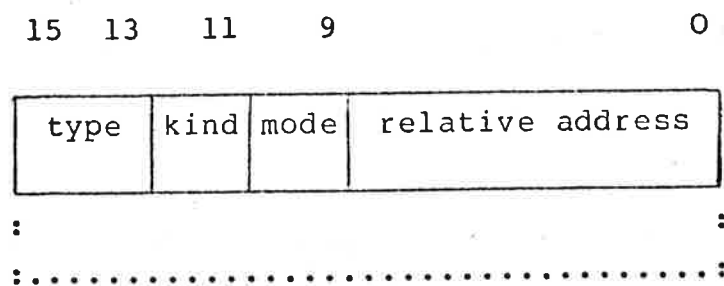 15 13 11 9 0
type kind mode relative address
:                                   :
:.......................................: